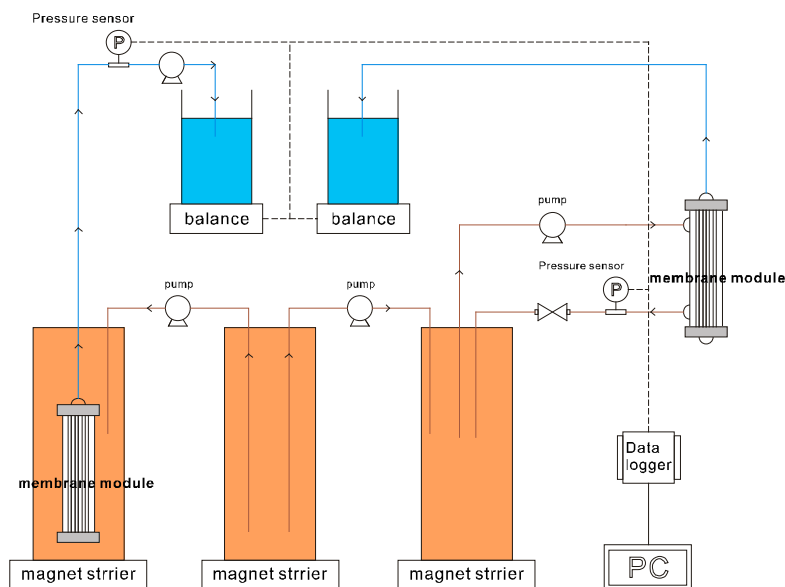 Pressure sensor
P
balance
balance
pump
Pressure sensor
P
membrane module
pump
pump
Data
logger
membrane module
magnet strrier
magnet strrier
magnet strrier
PC